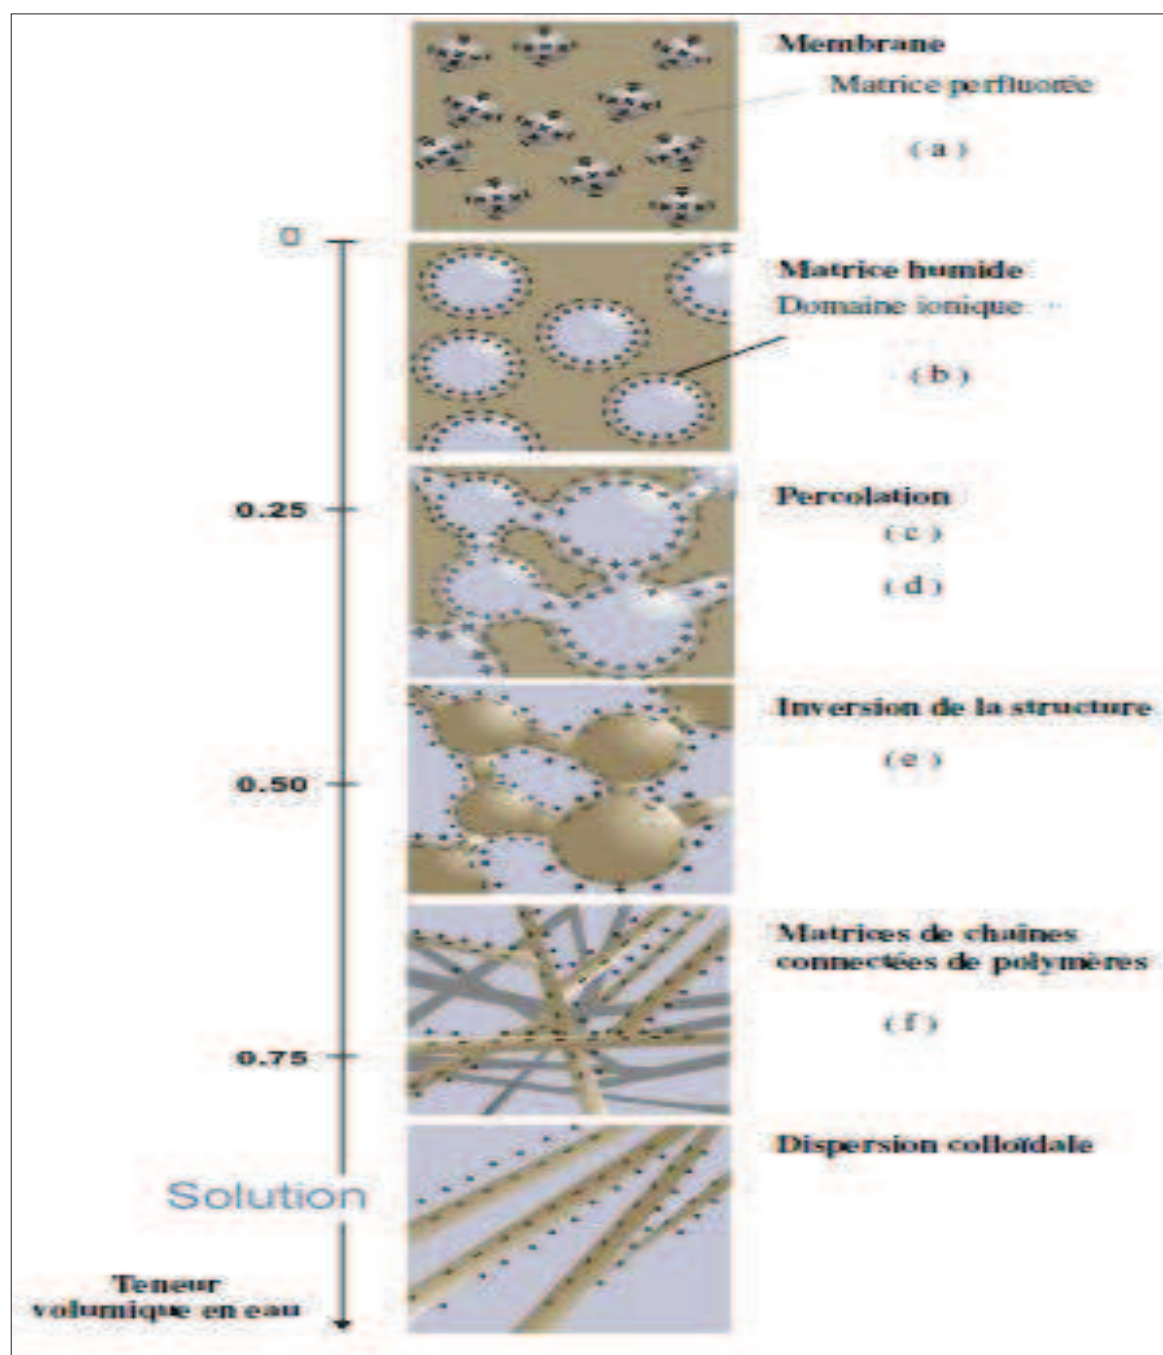 Membrane
Matrice perfluorée
( a )
0
Matrice humide
Domaine ionique
( b )
0.25
Percolation
( c )
( d )
Inversion de la structure
( e )
0.50
Matrices de chaînes
connectées de polymères
( f )
0.75
Dispersion colloïdale
Solution
Teneur
volumique en eau